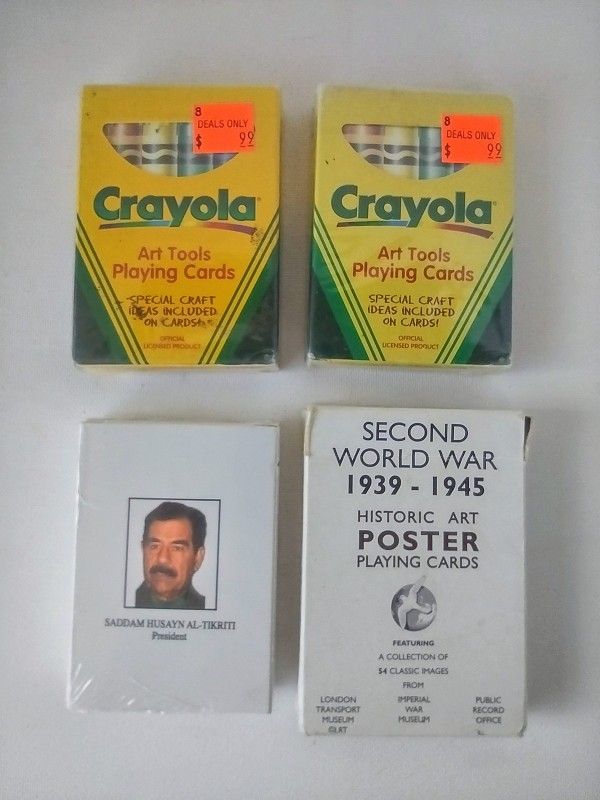 8
DEALS ONLY
$ 99
Crayola
Art Tools
Playing Cards
SPECIAL CRAFT
IDEAS INCLUDED
ON CARDS!
OFFICIAL
LICENSED PRODUCT
8
DEALS ONLY
$ 99
Crayola
Art Tools
Playing Cards
SPECIAL CRAFT
IDEAS INCLUDED
ON CARDS!
OFFICIAL
LICENSED PRODUCT
SADDAM HUSAYN AL-TIKRITI
President
SECOND
WORLD WAR
1939 - 1945
HISTORIC ART
POSTER
PLAYING CARDS
FEATURING
A COLLECTION OF
54 CLASSIC IMAGES
FROM
LONDON
TRANSPORT
MUSEUM
IMPERIAL
WAR
MUSEUM
PUBLIC
RECORD
OFFICE